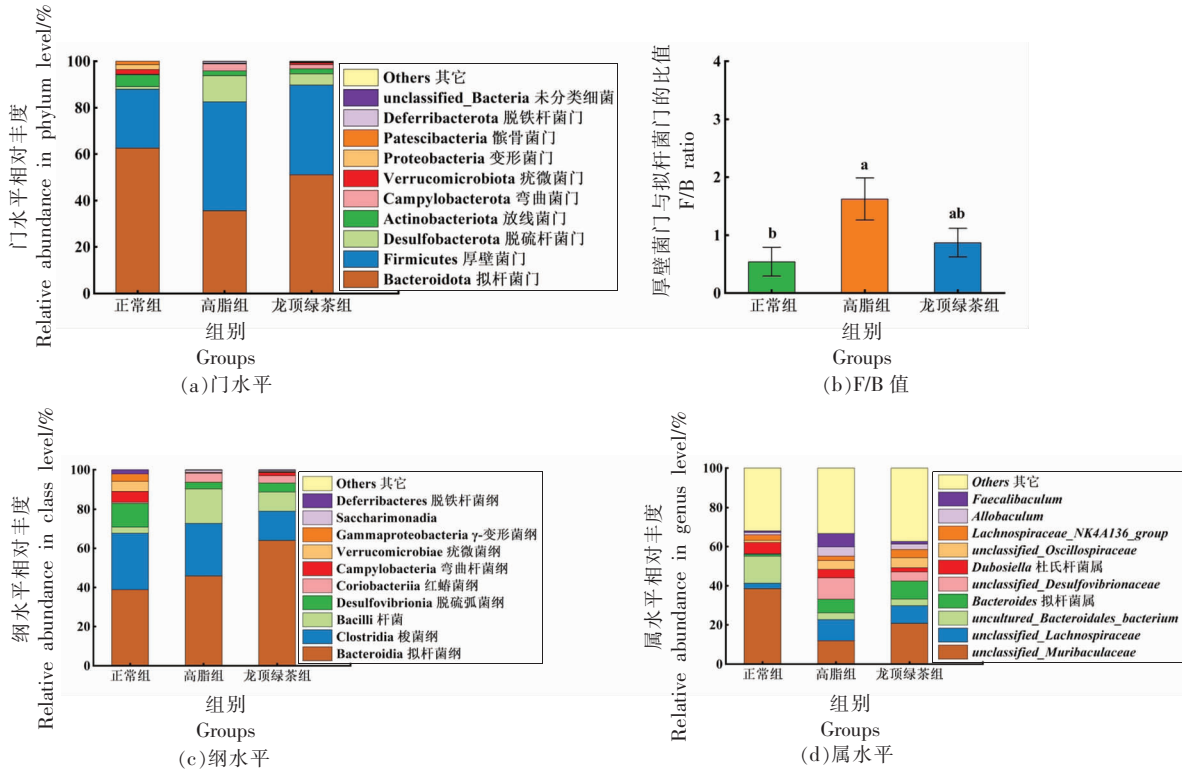 门水平相对丰度
Relative abundance in phylum level/%
100
80
60
40
20
0
正常组 高脂组 龙顶绿茶组
组别
Groups
(a)门水平
Others 其它
unclassified_Bacteria 未分类细菌
Deferribacterota 脱铁杆菌门
Patescibacteria 髌骨菌门
Proteobacteria 变形菌门
Verrucomicrobiota 疣微菌门
Campylobacterota 弯曲菌门
Actinobacteriota 放线菌门
Desulfobacterota 脱硫杆菌门
Firmicutes 厚壁菌门
Bacteroidota 拟杆菌门
厚壁菌门与拟杆菌门的比值
F/B ratio
4
3
2
1
0
b
a
ab
正常组 高脂组 龙顶绿茶组
组别
Groups
(b)F/B 值
纲水平相对丰度
Relative abundance in class level/%
100
80
60
40
20
0
正常组 高脂组 龙顶绿茶组
组别
Groups
(c)纲水平
Others 其它
Deferribacteres 脱铁杆菌纲
Saccharimonadia
Gammaproteobacteria γ-变形菌纲
Verrucomicrobiae 疣微菌纲
Campylobacteria 弯曲杆菌纲
Coriobacteriia 红蝽菌纲
Desulfovibrionia 脱硫弧菌纲
Bacilli 杆菌
Clostridia 梭菌纲
Bacteroidia 拟杆菌纲
属水平相对丰度
Relative abundance in genus level/%
100
80
60
40
20
0
正常组 高脂组 龙顶绿茶组
组别
Groups
(d)属水平
Others 其它
Faecalibaculum
Allobaculum
Lachnospiraceae_NK4A136_group
unclassified_Oscillospiraceae
Dubosiella 杜氏杆菌属
unclassified_Desulfovibrionaceae
Bacteroides 拟杆菌属
uncultured_Bacteroidales_bacterium
unclassified_Lachnospiraceae
unclassified_Muribaculaceae